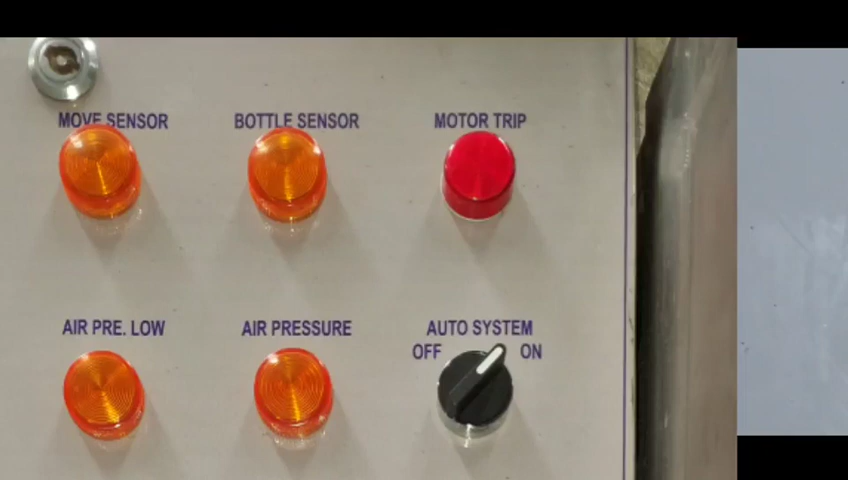 MOVE SENSOR
BOTTLE SENSOR
MOTOR TRIP
AIR PRE. LOW
AIR PRESSURE
AUTO SYSTEM
OFF ON